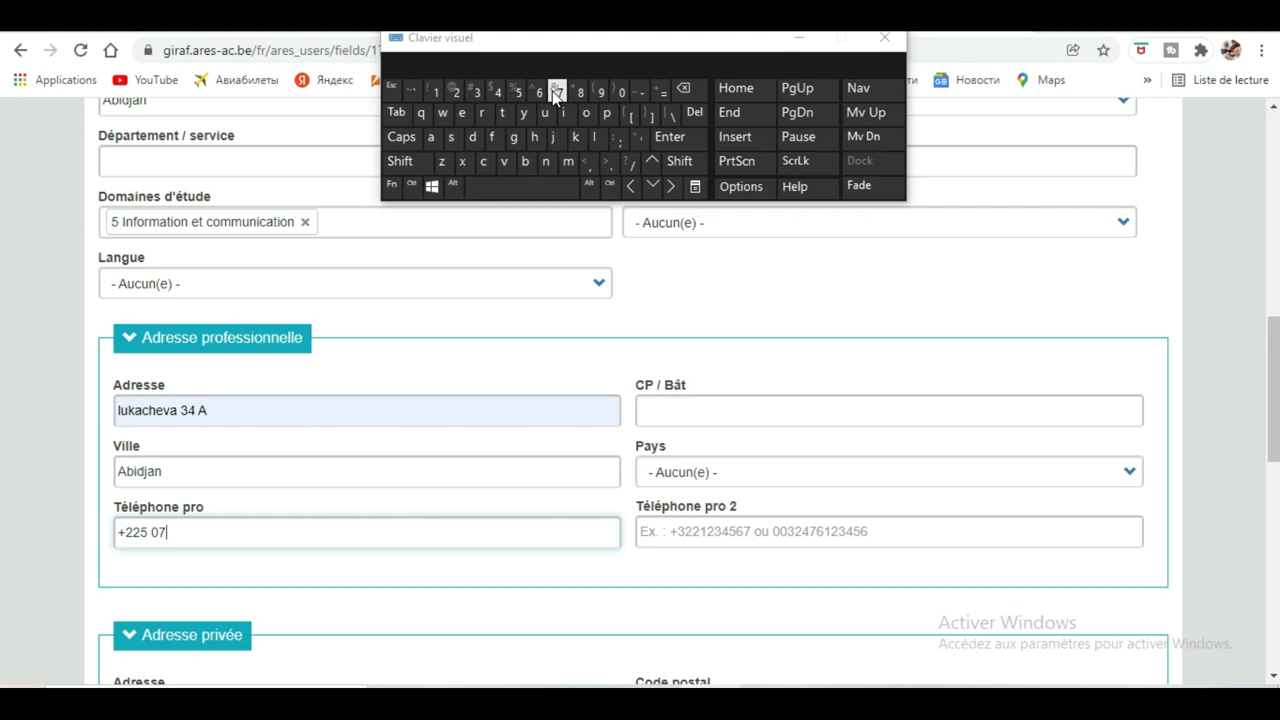 Clavier visuel
giraf.ares-ac.be/fr/ares_users/fields/1
Applications YouTube Авиабилеты Яндекс Новости Maps » Liste de lecture
Esc 1 2 3 4 5 6 7 8 9 0 - = Home PgUp Nav
Tab q w e r t y u i o p [ ] \ Del End PgDn Mv Up
Caps a s d f g h j k l ; ' Enter Insert Pause Mv Dn
Shift z x c v b n m , . / Shift PrtScn ScrLk Dock
Fn Ctrl Alt Alt Ctrl Options Help Fade
Abidjan
Département / service
Domaines d'étude
5 Information et communication ×
- Aucun(e) -
Langue
- Aucun(e) -
Adresse professionnelle
Adresse CP / Bât
lukacheva 34 A
Ville Pays
Abidjan - Aucun(e) -
Téléphone pro Téléphone pro 2
+225 07 Ex. : +3221234567 ou 0032476123456
Activer Windows
Accédez aux paramètres pour activer Windows.
Adresse privée
Adresse Code postal